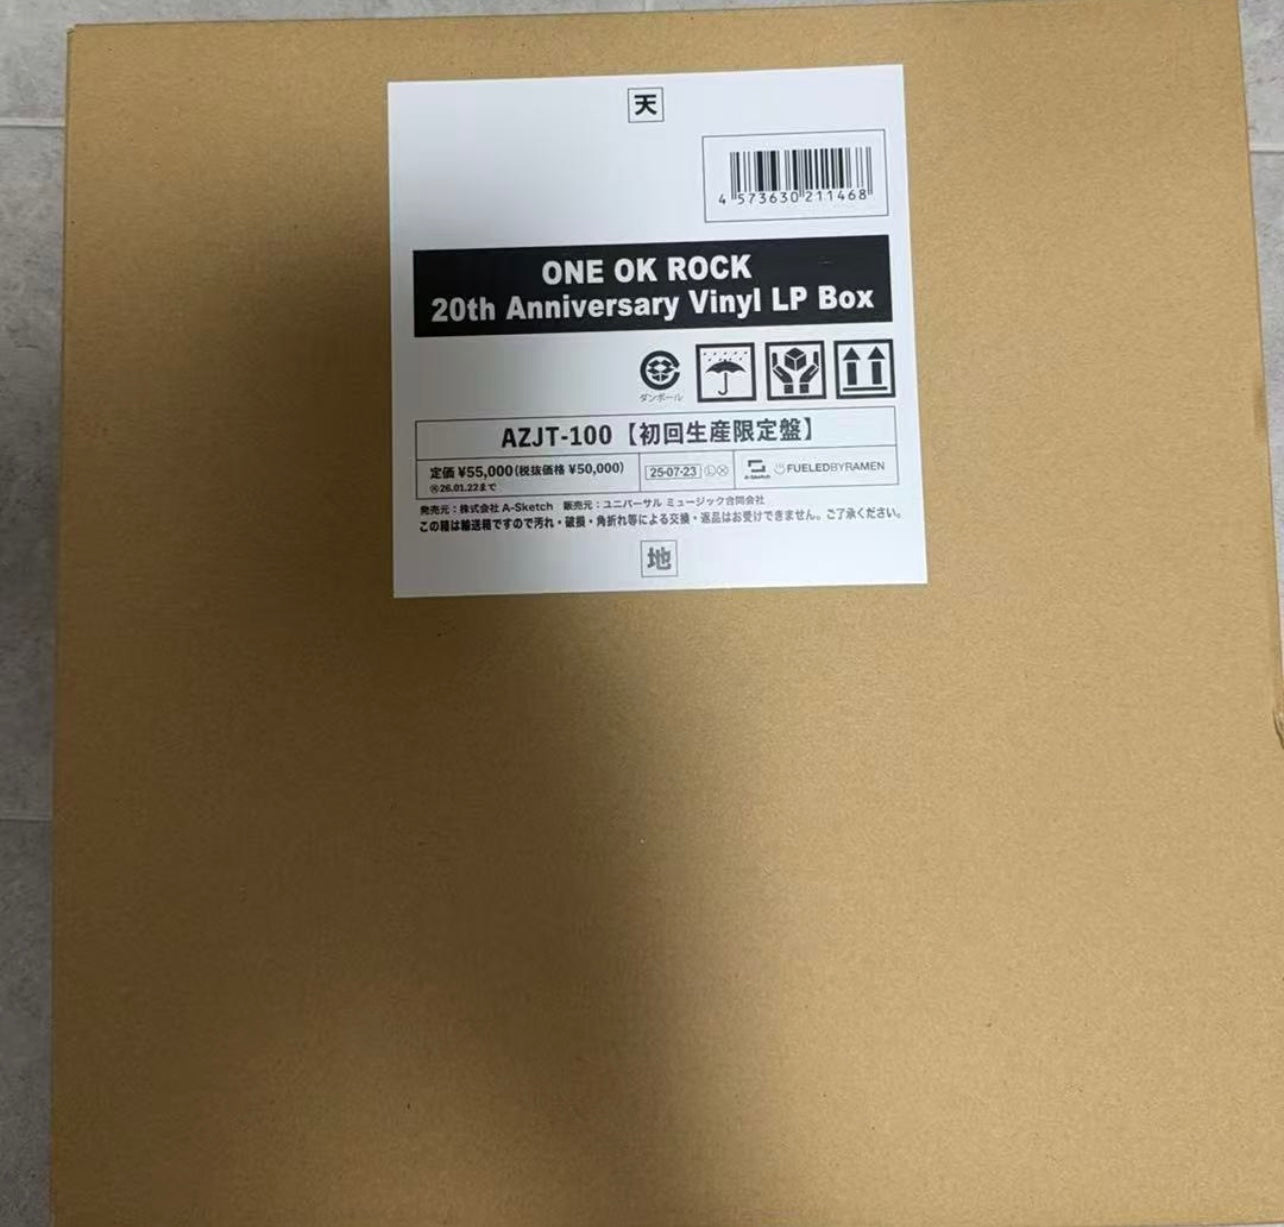 天
4 573630 211468
ONE OK ROCK
20th Anniversary Vinyl LP Box
ダンボール
AZJT-100【初回生産限定盤】
定価 ¥55,000(税抜価格 ¥50,000)
㋫26.01.22まで
25-07-23 Ⓛⓧ
A-Sketch
FUELEDBYRAMEN
発売元：株式会社 A-Sketch 販売元：ユニバーサル ミュージック合同会社
この箱は輸送箱ですので汚れ・破損・角折れ等による交換・返品はお受けできません。ご了承ください。
地